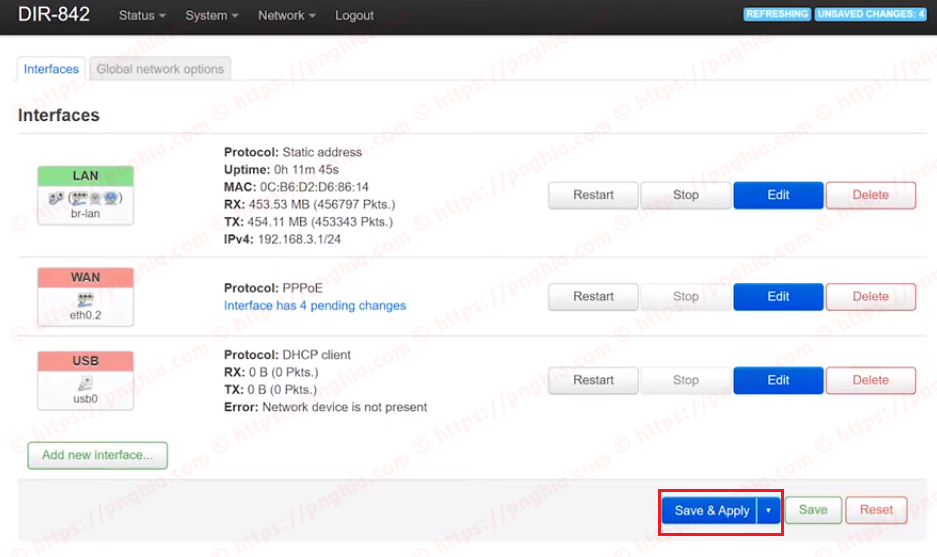 DIR-842 Status System Network Logout REFRESHING UNSAVED CHANGES: 4
Interfaces Global network options
Interfaces
LAN
br-lan
Protocol: Static address
Uptime: 0h 11m 45s
MAC: 0C:B6:D2:D6:86:14
RX: 453.53 MB (456797 Pkts.)
TX: 454.11 MB (453343 Pkts.)
IPv4: 192.168.3.1/24
Restart Stop Edit Delete
WAN
eth0.2
Protocol: PPPoE
Interface has 4 pending changes
Restart Stop Edit Delete
USB
usb0
Protocol: DHCP client
RX: 0 B (0 Pkts.)
TX: 0 B (0 Pkts.)
Error: Network device is not present
Restart Stop Edit Delete
Add new interface...
Save & Apply Save Reset
© https://pnghia.com